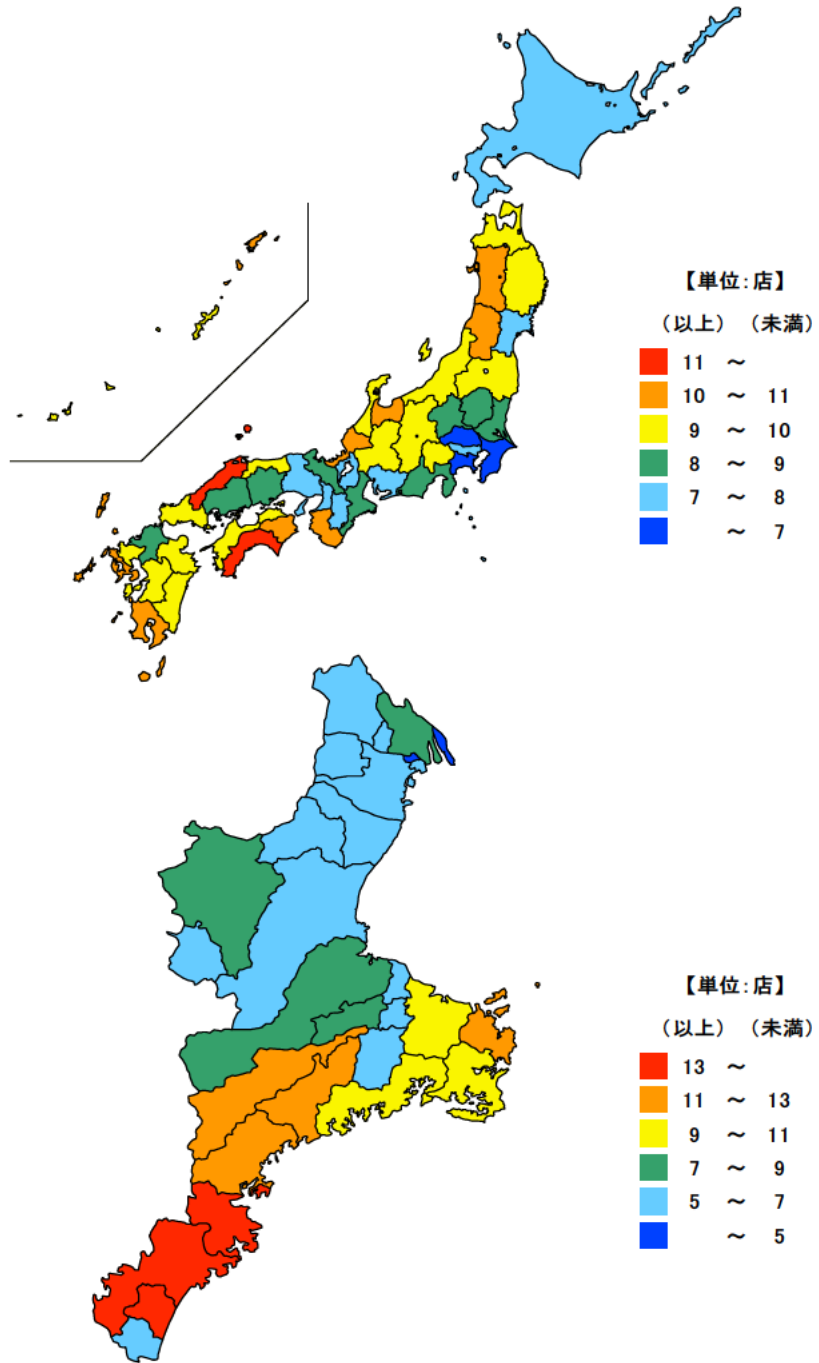 【単位:店】
（以上）（未満）
11 ～
10 ～ 11
9 ～ 10
8 ～ 9
7 ～ 8
～ 7
【単位:店】
（以上）（未満）
13 ～
11 ～ 13
9 ～ 11
7 ～ 9
5 ～ 7
～ 5